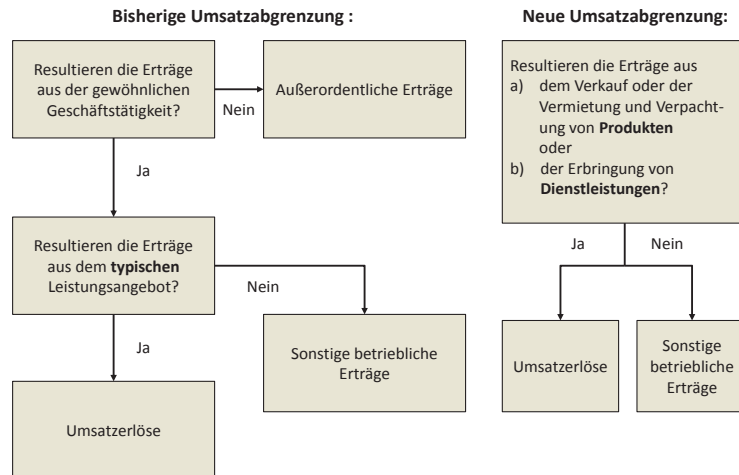 Bisherige Umsatzabgrenzung :
Resultieren die Erträge
aus der gewöhnlichen
Geschäftstätigkeit?
Nein
Außerordentliche Erträge
Ja
Resultieren die Erträge
aus dem typischen
Leistungsangebot?
Nein
Sonstige betriebliche
Erträge
Ja
Umsatzerlöse
Neue Umsatzabgrenzung:
Resultieren die Erträge aus
a) dem Verkauf oder der
Vermietung und Verpacht-
tung von Produkten
oder
b) der Erbringung von
Dienstleistungen?
Ja
Nein
Umsatzerlöse
Sonstige
betriebliche
Erträge